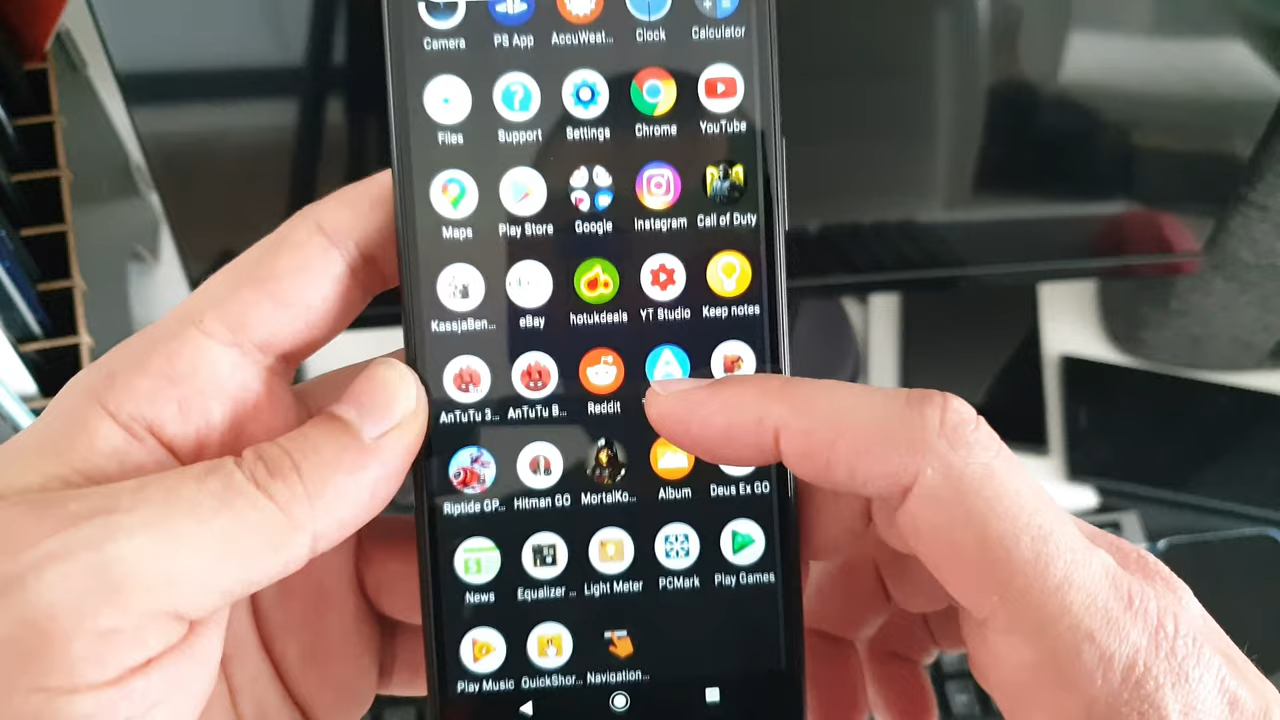 Camera PS App AccuWeat... Clock Calculator
Files Support Settings Chrome YouTube
Maps Play Store Google Instagram Call of Duty
KassjaBen... eBay hotukdeals YT Studio Keep notes
AnTuTu 3... AnTuTu B... Reddit
Riptide GP... Hitman GO MortalKo... Album Deus Ex GO
News Equalizer ... Light Meter PCMark Play Games
Play Music QuickShor... Navigation...